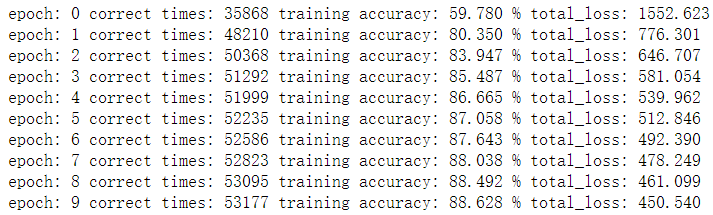 epoch: 0 correct times: 35868 training accuracy: 59.780 % total_loss: 1552.623
epoch: 1 correct times: 48210 training accuracy: 80.350 % total_loss: 776.301
epoch: 2 correct times: 50368 training accuracy: 83.947 % total_loss: 646.707
epoch: 3 correct times: 51292 training accuracy: 85.487 % total_loss: 581.054
epoch: 4 correct times: 51999 training accuracy: 86.665 % total_loss: 539.962
epoch: 5 correct times: 52235 training accuracy: 87.058 % total_loss: 512.846
epoch: 6 correct times: 52586 training accuracy: 87.643 % total_loss: 492.390
epoch: 7 correct times: 52823 training accuracy: 88.038 % total_loss: 478.249
epoch: 8 correct times: 53095 training accuracy: 88.492 % total_loss: 461.099
epoch: 9 correct times: 53177 training accuracy: 88.628 % total_loss: 450.540